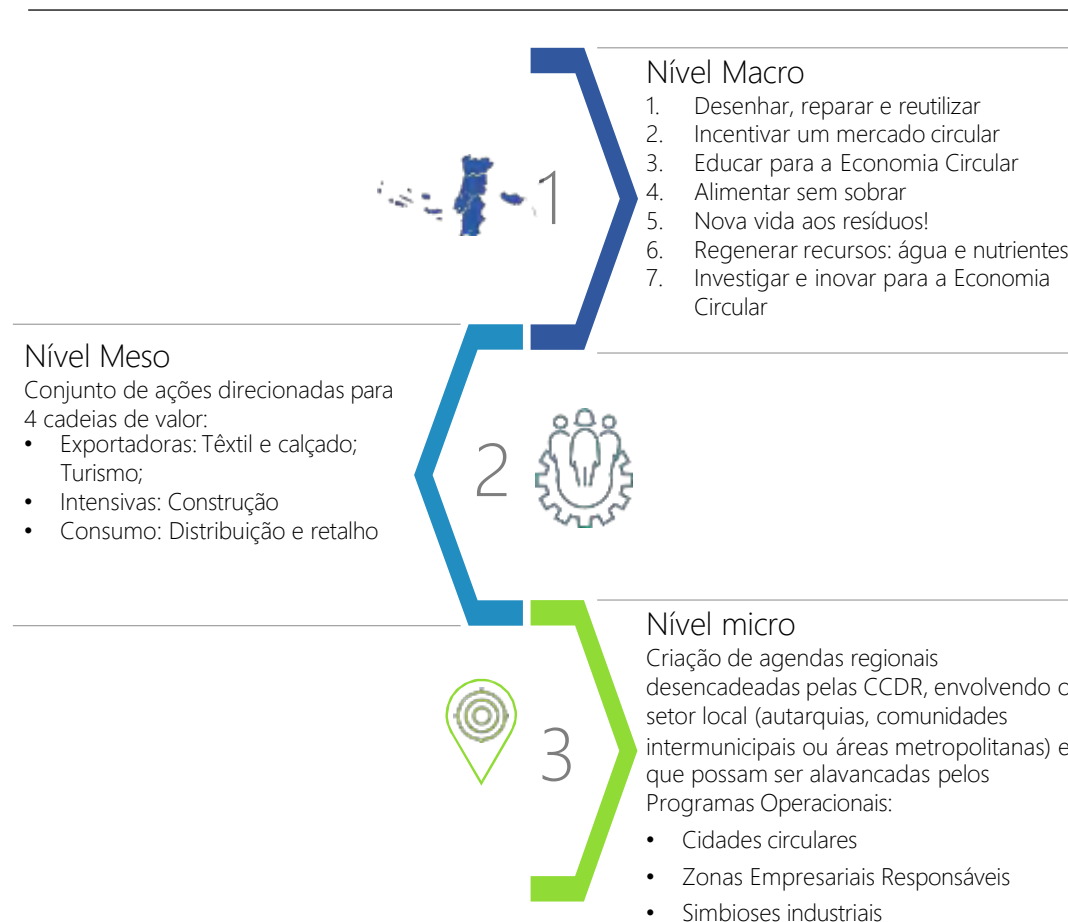 1
Nível Macro
1. Desenhar, reparar e reutilizar
2. Incentivar um mercado circular
3. Educar para a Economia Circular
4. Alimentar sem sobrar
5. Nova vida aos resíduos!
6. Regenerar recursos: água e nutrientes
7. Investigar e inovar para a Economia
Circular
Nível Meso
Conjunto de ações direcionadas para
4 cadeias de valor:
• Exportadoras: Têxtil e calçado;
Turismo;
• Intensivas: Construção
• Consumo: Distribuição e retalho
2
3
Nível micro
Criação de agendas regionais
desencadeadas pelas CCDR, envolvendo o
setor local (autarquias, comunidades
intermunicipais ou áreas metropolitanas) e
que possam ser alavancadas pelos
Programas Operacionais:
• Cidades circulares
• Zonas Empresariais Responsáveis
• Simbioses industriais